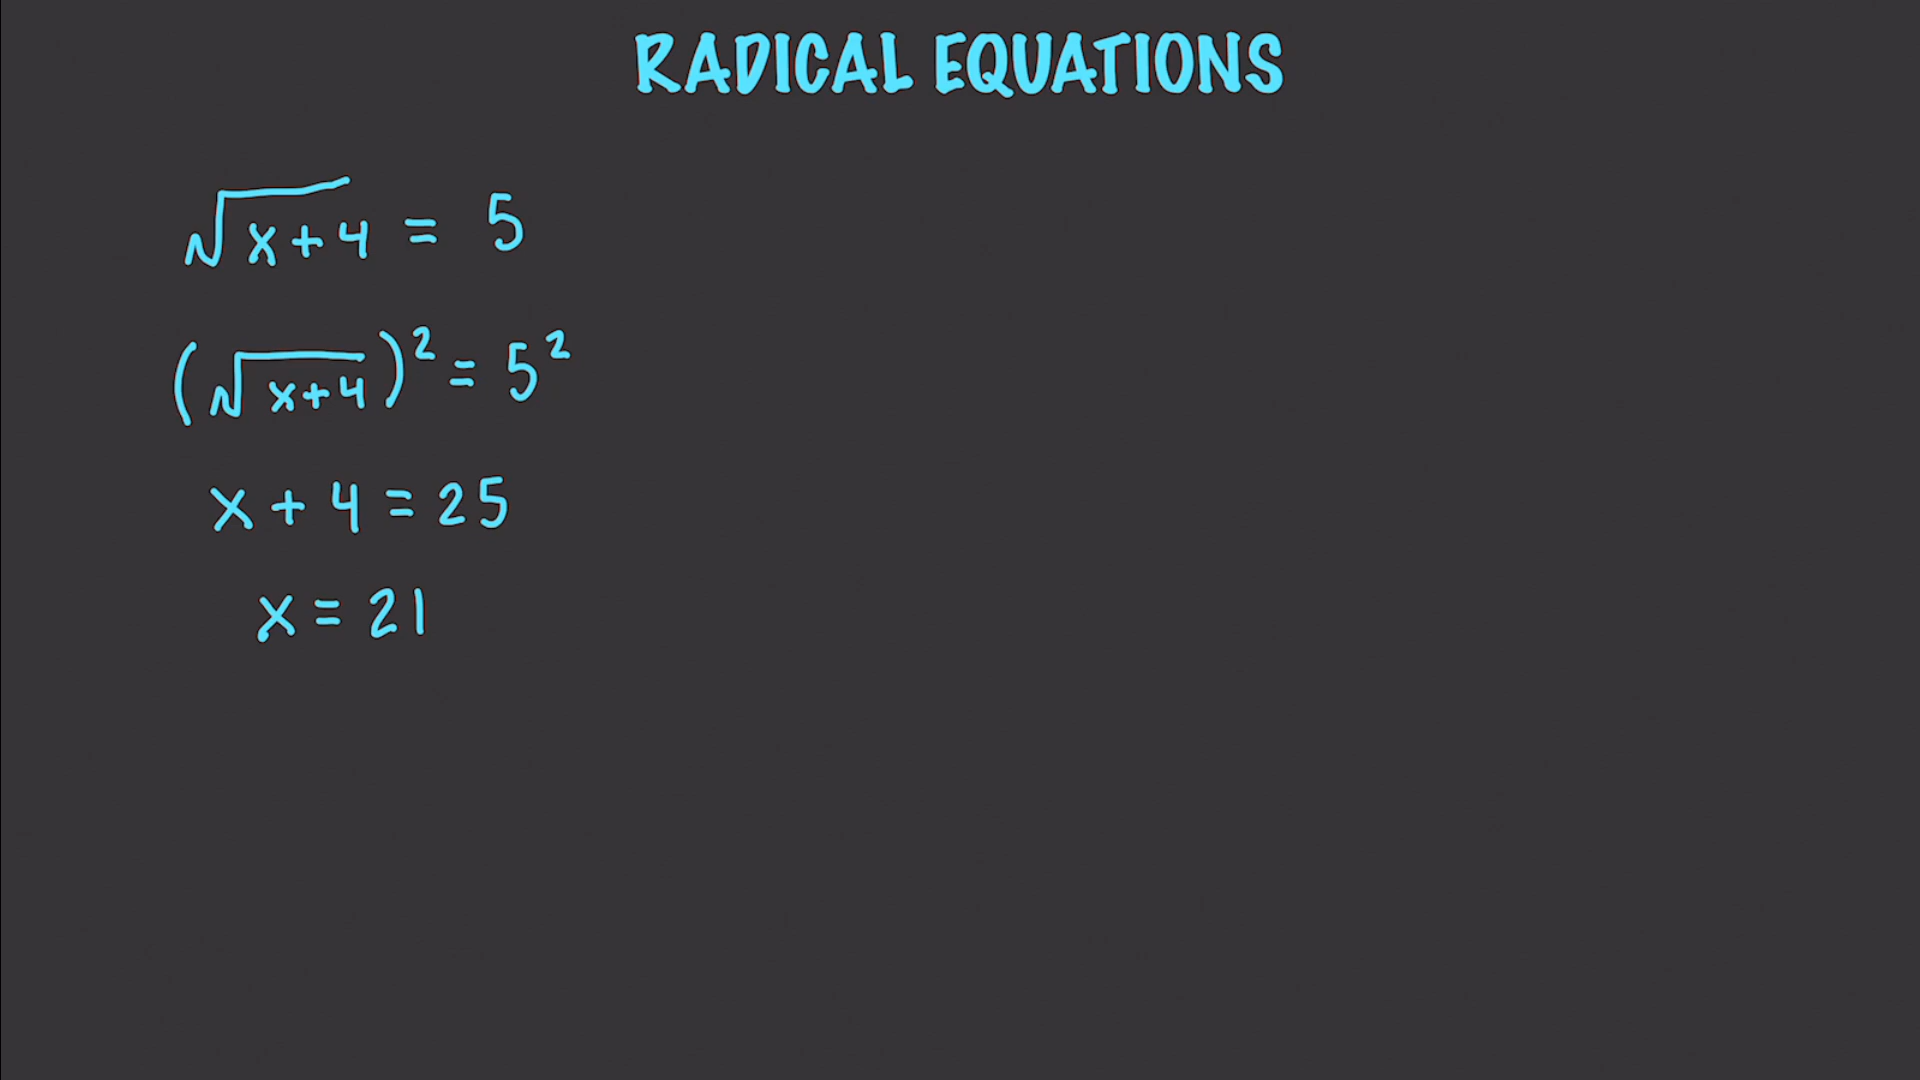 RADICAL EQUATIONS
√x+4 = 5
(√x+4)² = 5²
x + 4 = 25
x = 21